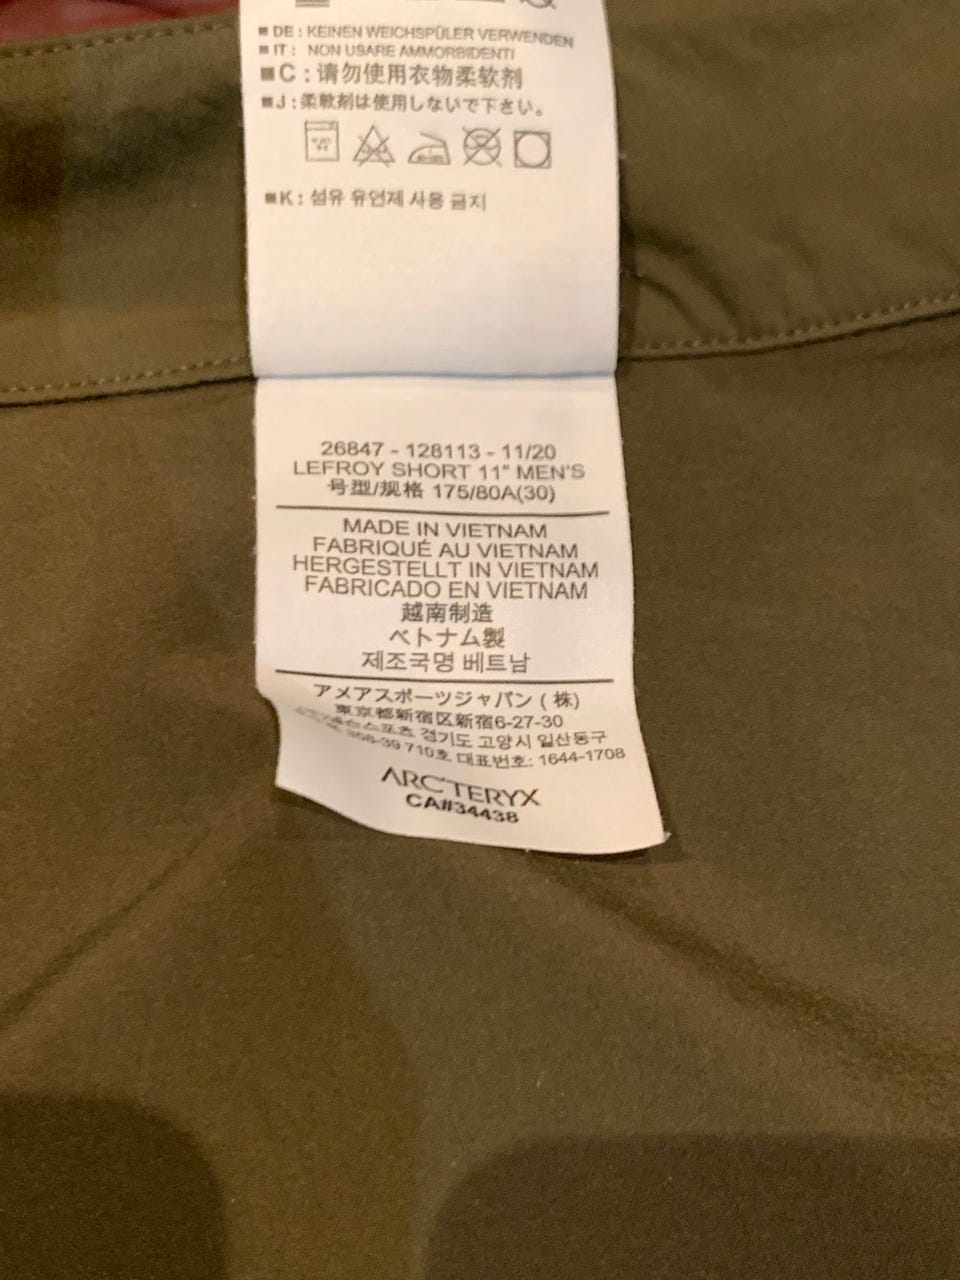 DE : KEINEN WEICHSPÜLER VERWENDEN
IT : NON USARE AMMORBIDENTI
C : 请勿使用衣物柔软剂
J : 柔軟剤は使用しないで下さい。
K : 섬유 유연제 사용 금지
26847 - 128113 - 11/20
LEFROY SHORT 11" MEN'S
号型/规格 175/80A(30)
MADE IN VIETNAM
FABRIQUÉ AU VIETNAM
HERGESTELLT IN VIETNAM
FABRICADO EN VIETNAM
越南制造
ベトナム製
제조국명 베트남
アメアスポーツジャパン ( 株)
東京都新宿区新宿6-27-30
경기도 고양시 일산동구
710호 대표번호: 1644-1708
ARC'TERYX
CA#34438